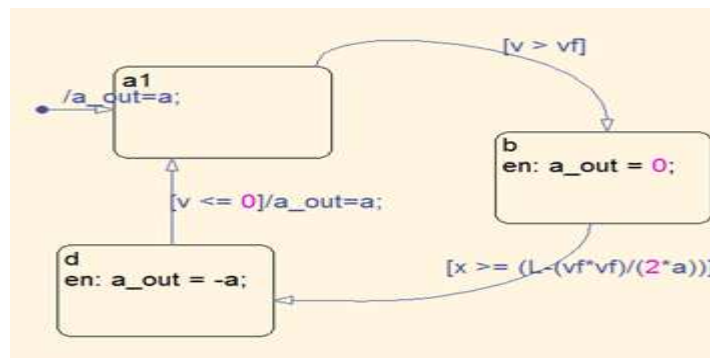 [v > vf]
a1
/a_out=a;
b
en: a_out = 0;
[v <= 0]/a_out=a;
d
en: a_out = -a;
[x >= (L-(vf*vf)/(2*a))]